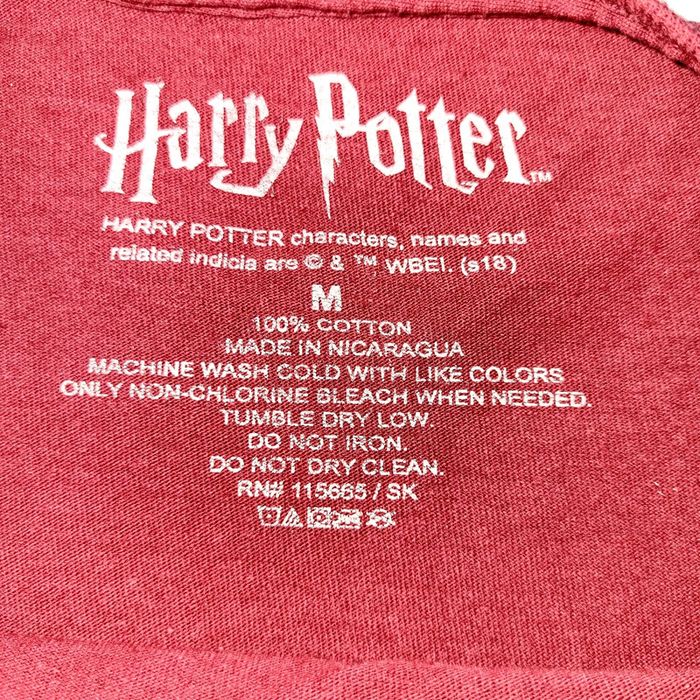 Harry Potter™
HARRY POTTER characters, names and
related indicia are © & ™ WBEI. (s18)
M
100% COTTON
MADE IN NICARAGUA
MACHINE WASH COLD WITH LIKE COLORS
ONLY NON-CHLORINE BLEACH WHEN NEEDED.
TUMBLE DRY LOW.
DO NOT IRON.
DO NOT DRY CLEAN.
RN# 115665 / SK